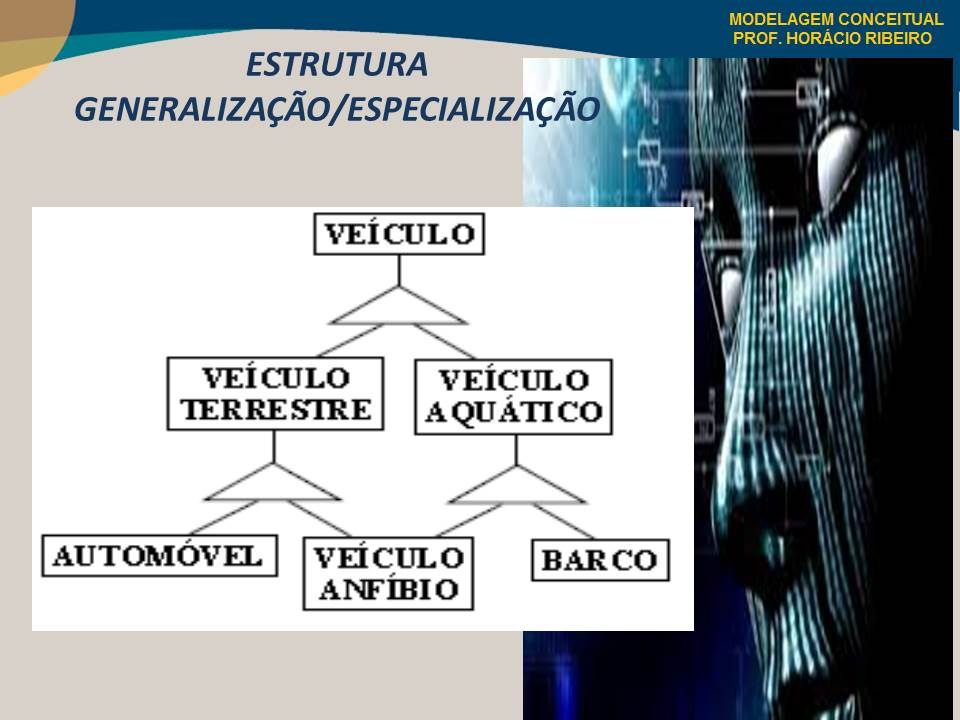 MODELAGEM CONCEITUAL
PROF. HORÁCIO RIBEIRO
ESTRUTURA
GENERALIZAÇÃO/ESPECIALIZAÇÃO
VEÍCULO
VEÍCULO
TERRESTRE
VEÍCULO
AQUÁTICO
AUTOMÓVEL
VEÍCULO
ANFÍBIO
BARCO